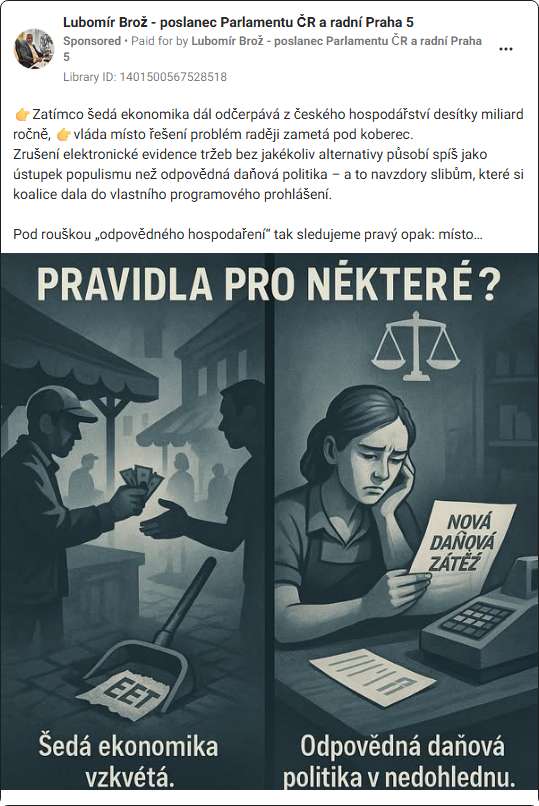 Lubomír Brož - poslanec Parlamentu ČR a radní Praha 5
Sponsored • Paid for by Lubomír Brož - poslanec Parlamentu ČR a radní Praha
5
Library ID: 1401500567528518
👉Zatímco šedá ekonomika dál odčerpává z českého hospodářství desítky miliard
ročně, 👉vláda místo řešení problém raději zametá pod koberec.
Zrušení elektronické evidence tržeb bez jakékoliv alternativy působí spíš jako
ústupek populismu než odpovědná daňová politika – a to navzdory slibům, které si
koalice dala do vlastního programového prohlášení.
Pod rouškou „odpovědného hospodaření" tak sledujeme pravý opak: místo…
PRAVIDLA PRO NÉKTERÉ?
EET
Šedá ekonomika
vzkvétá.
NOVÁ
DAŇOVÁ
ZÁTĚŽ
Odpovědná daňová
politika v nedohlednu.